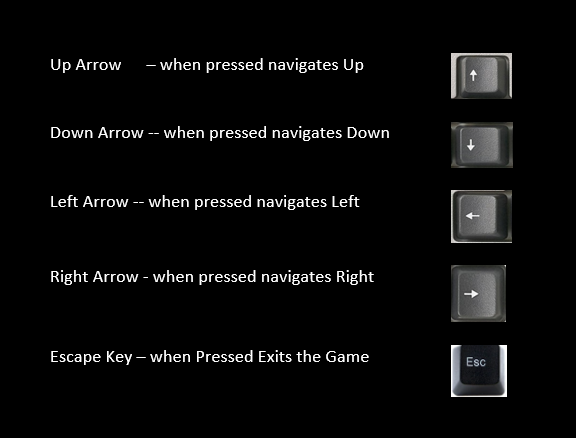 Up Arrow – when pressed navigates Up
Down Arrow -- when pressed navigates Down
Left Arrow -- when pressed navigates Left
Right Arrow - when pressed navigates Right
Escape Key – when Pressed Exits the Game
Esc